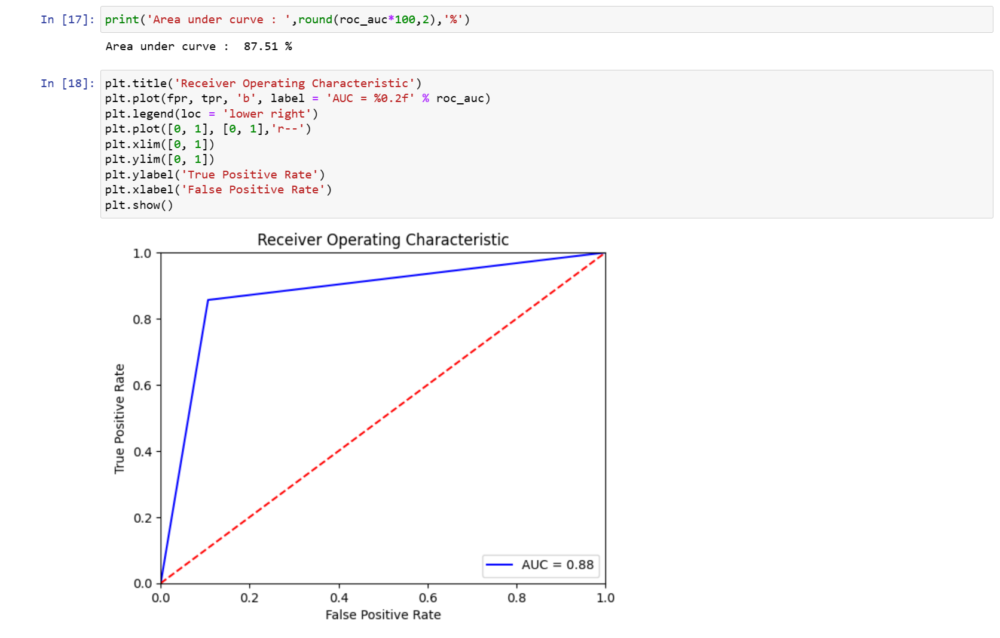 In [17]: print('Area under curve : ',round(roc_auc*100,2),'%')
Area under curve :  87.51 %
In [18]: plt.title('Receiver Operating Characteristic')
plt.plot(fpr, tpr, 'b', label = 'AUC = %0.2f' % roc_auc)
plt.legend(loc = 'lower right')
plt.plot([0, 1], [0, 1],'r--')
plt.xlim([0, 1])
plt.ylim([0, 1])
plt.ylabel('True Positive Rate')
plt.xlabel('False Positive Rate')
plt.show()
Receiver Operating Characteristic
1.0
0.8
0.6
0.4
0.2
0.0
True Positive Rate
AUC = 0.88
0.0 0.2 0.4 0.6 0.8 1.0
False Positive Rate